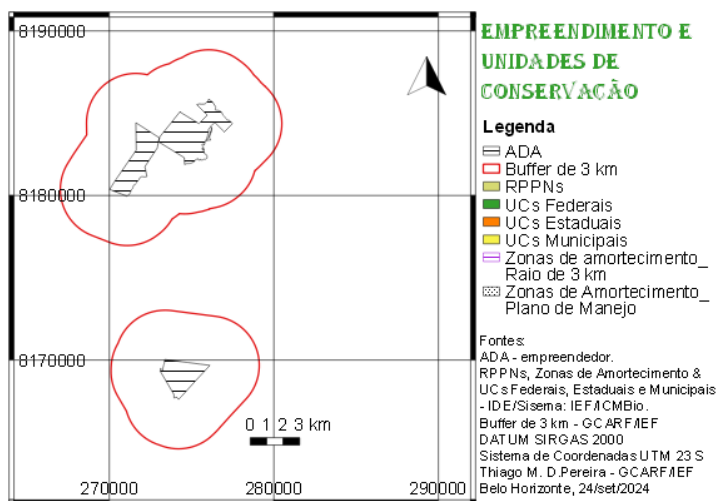 8190000
8180000
8170000
0 1 2 3 km
270000
280000
290000
EMPREENDIMENTO E
UNIDADES DE
CONSERVAÇÃO
Legenda
ADA
Buffer de 3 km
RPPNs
UCs Federais
UCs Estaduais
UCs Municipais
Zonas de amortecimento_
Raio de 3 km
Zonas de Amortecimento_
Plano de Manejo
Fontes:
ADA - empreendedor.
RPPNs, Zonas de Amortecimento &
UCs Federais, Estaduais e Municipais
- IDE/Sisema: IEF/ICMBio.
Buffer de 3 km - GCARF/IEF
DATUM SIRGAS 2000
Sistema de Coordenadas UTM 23 S
Thiago M. D.Pereira - GCARF/IEF
Belo Horizonte, 24/set/2024